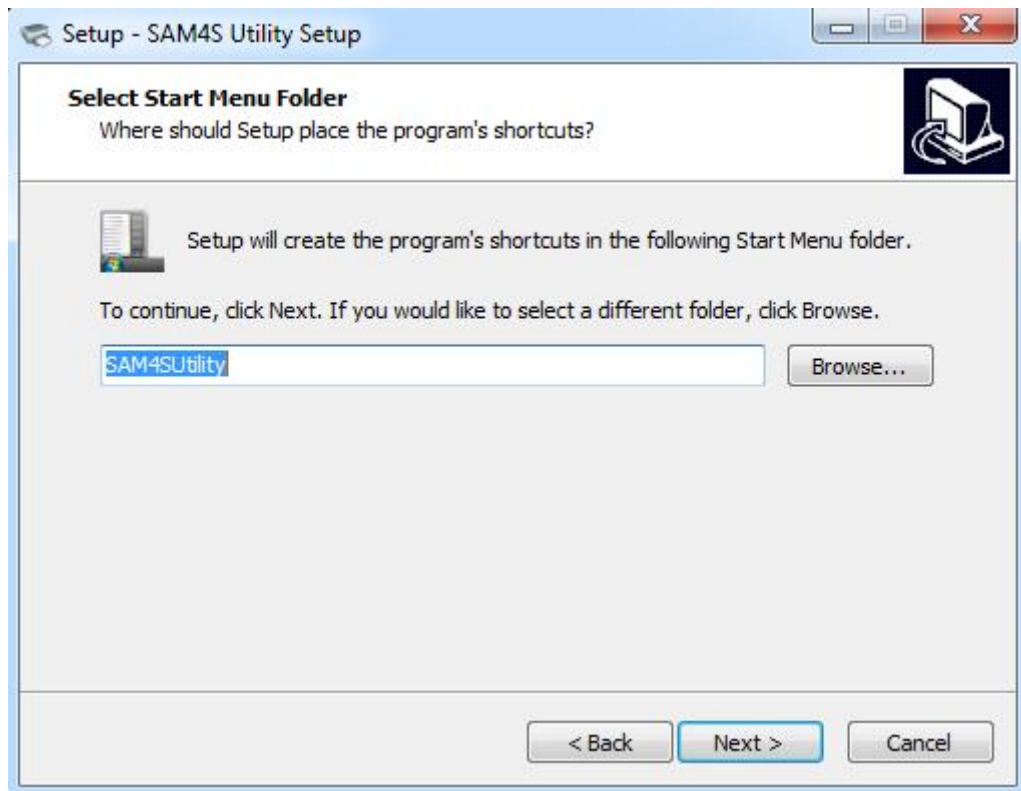 Setup - SAM4S Utility Setup
Select Start Menu Folder
Where should Setup place the program's shortcuts?
Setup will create the program's shortcuts in the following Start Menu folder.
To continue, click Next. If you would like to select a different folder, click Browse.
SAM4SUtility
Browse...
< Back
Next >
Cancel